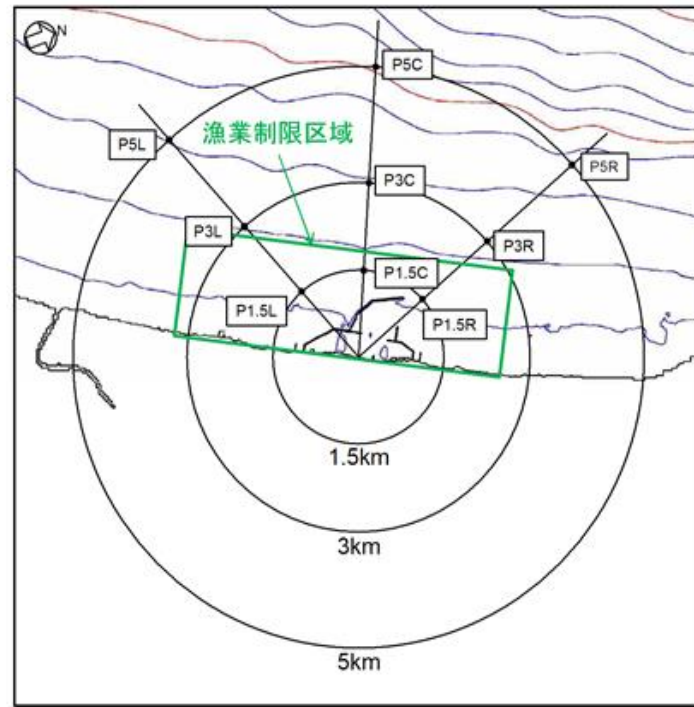 N
P5C
P5L
漁業制限区域
P5R
P3C
P3L
P3R
P1.5C
P1.5L
P1.5R
1.5km
3km
5km